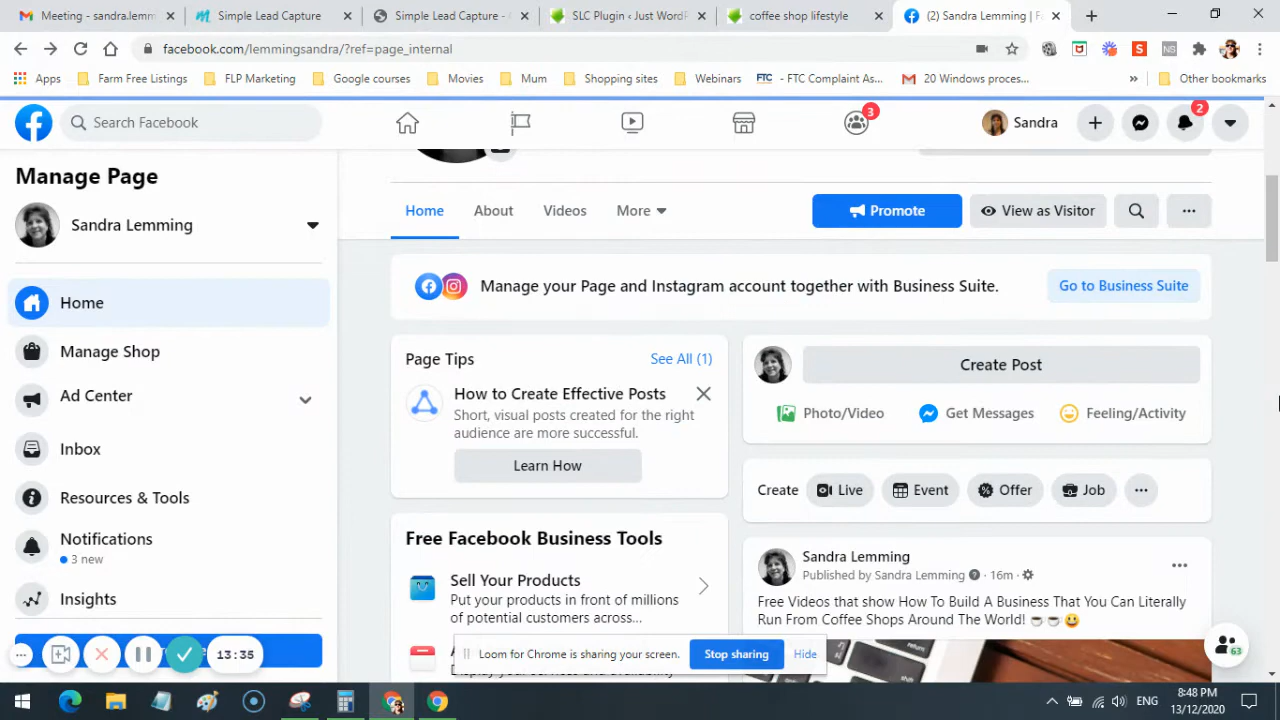 Meeting - sandra.lemm
Simple Lead Capture
Simple Lead Capture -
SLC Plugin ‹ Just WordP
coffee shop lifestyle
(2) Sandra Lemming | F
facebook.com/lemmingsandra/?ref=page_internal
Apps
Farm Free Listings
FLP Marketing
Google courses
Movies
Mum
Shopping sites
Webinars
FTC - FTC Complaint As...
20 Windows proces...
»
Other bookmarks
Search Facebook
3
Sandra
2
Manage Page
Sandra Lemming
Home
Manage Shop
Ad Center
Inbox
Resources & Tools
Notifications
3 new
Insights
13:35
Home
About
Videos
More
Promote
View as Visitor
Manage your Page and Instagram account together with Business Suite.
Go to Business Suite
Page Tips
See All (1)
How to Create Effective Posts
Short, visual posts created for the right
audience are more successful.
Learn How
Free Facebook Business Tools
Sell Your Products
Put your products in front of millions
of potential customers across...
Create Post
Photo/Video
Get Messages
Feeling/Activity
Create
Live
Event
Offer
Job
Sandra Lemming
Published by Sandra Lemming · 16m ·
Free Videos that show How To Build A Business That You Can Literally
Run From Coffee Shops Around The World! ☕ ☕ 😃
Loom for Chrome is sharing your screen.
Stop sharing
Hide
63
ENG
8:48 PM
13/12/2020